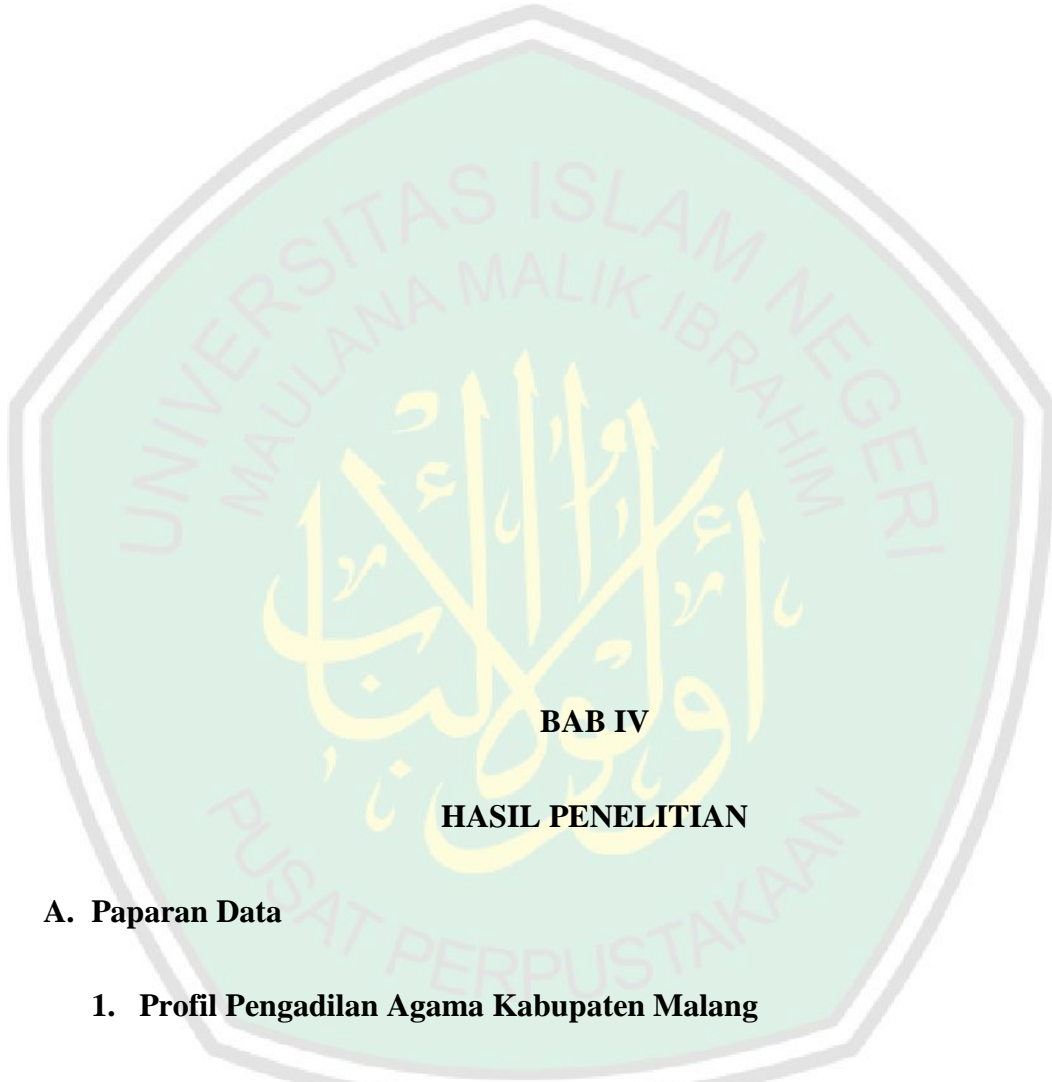 UNIVERSITAS ISLAM NEGERI
MAULANA MALIK IBRAHIM
أولوا الألباب
BAB IV
HASIL PENELITIAN
A. Paparan Data
1. Profil Pengadilan Agama Kabupaten Malang
PUSAT PERPUSTAKAAN